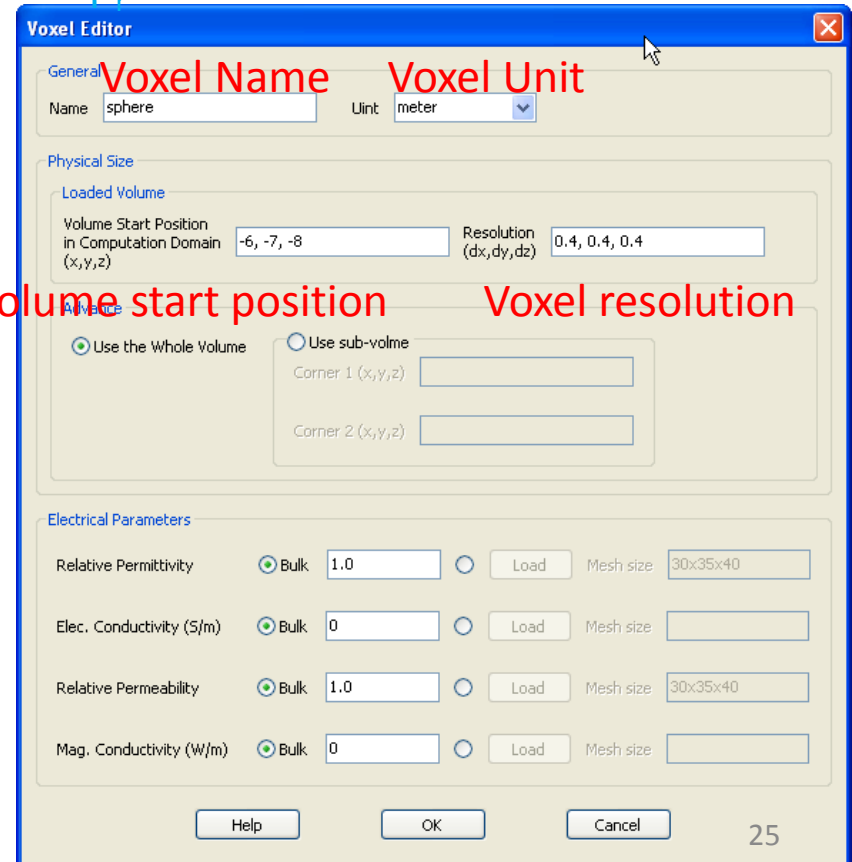 Voxel Editor
General Voxel Name Voxel Unit
Name sphere Uint meter
Physical Size
Loaded Volume
Volume Start Position
in Computation Domain -6, -7, -8 Resolution 0.4, 0.4, 0.4
(x,y,z) (dx,dy,dz)
olume start position Voxel resolution
Advance
Use the Whole Volume Use sub-volme
Corner 1 (x,y,z)
Corner 2 (x,y,z)
Electrical Parameters
Relative Permittivity Bulk 1.0 Load Mesh size 30x35x40
Elec. Conductivity (S/m) Bulk 0 Load Mesh size
Relative Permeability Bulk 1.0 Load Mesh size 30x35x40
Mag. Conductivity (W/m) Bulk 0 Load Mesh size
Help OK Cancel
25